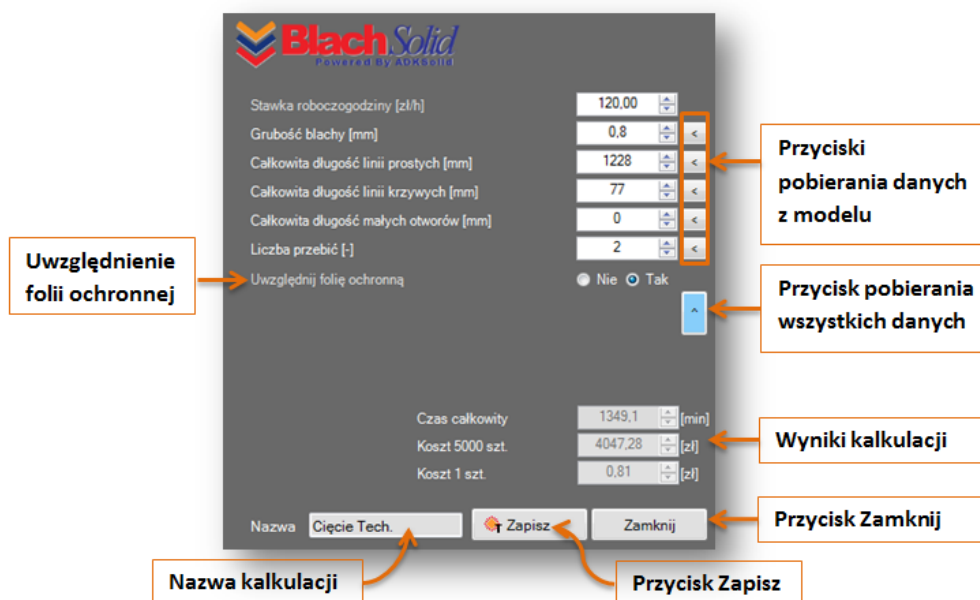 Blach Solid
Powered By ADKSolid
Stawka roboczogodziny [zł/h] 120,00
Grubość blachy [mm] 0,8 <
Całkowita długość linii prostych [mm] 1228 <
Całkowita długość linii krzywych [mm] 77 <
Całkowita długość małych otworów [mm] 0 <
Liczba przebić [-] 2 <
Uwzględnij folię ochronną Nie Tak
^
Przyciski
pobierania danych
z modelu
Uwzględnienie
folii ochronnej
Przycisk pobierania
wszystkich danych
Czas całkowity 1349,1 [min]
Koszt 5000 szt. 4047,28 [zł]
Koszt 1 szt. 0,81 [zł]
Wyniki kalkulacji
Nazwa Cięcie Tech. T Zapisz Zamknij
Przycisk Zamknij
Nazwa kalkulacji
Przycisk Zapisz